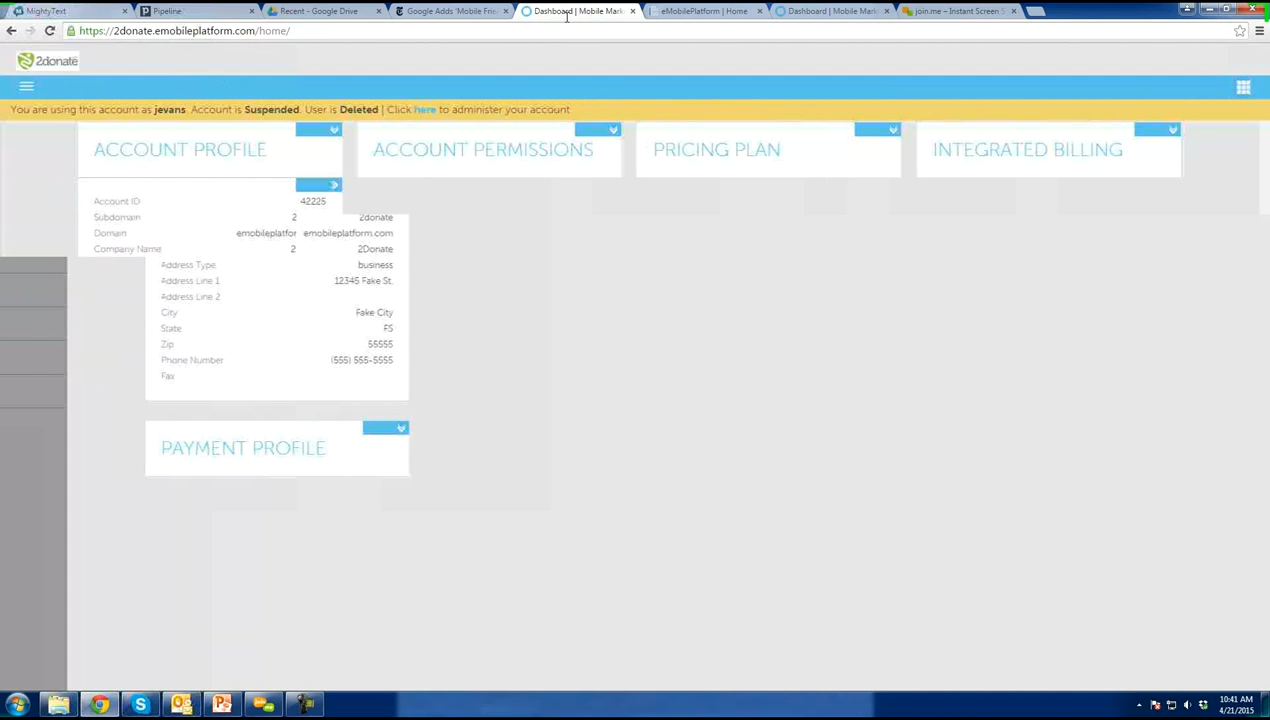 MightyText
Pipeline
Recent - Google Drive
Google Adds 'Mobile Frie
Dashboard | Mobile Mark
eMobilePlatform | Home
Dashboard | Mobile Mark
join.me – Instant Screen S
https://2donate.emobileplatform.com/home/
2donate
You are using this account as jevans. Account is Suspended. User is Deleted | Click here to administer your account
ACCOUNT PROFILE
ACCOUNT PERMISSIONS
PRICING PLAN
INTEGRATED BILLING
Account ID 42225
Subdomain 2 2donate
Domain emobileplatfor emobileplatform.com
Company Name 2 2Donate
Address Type business
Address Line 1 12345 Fake St.
Address Line 2
City Fake City
State FS
Zip 55555
Phone Number (555) 555-5555
Fax
PAYMENT PROFILE
10:41 AM
4/21/2015